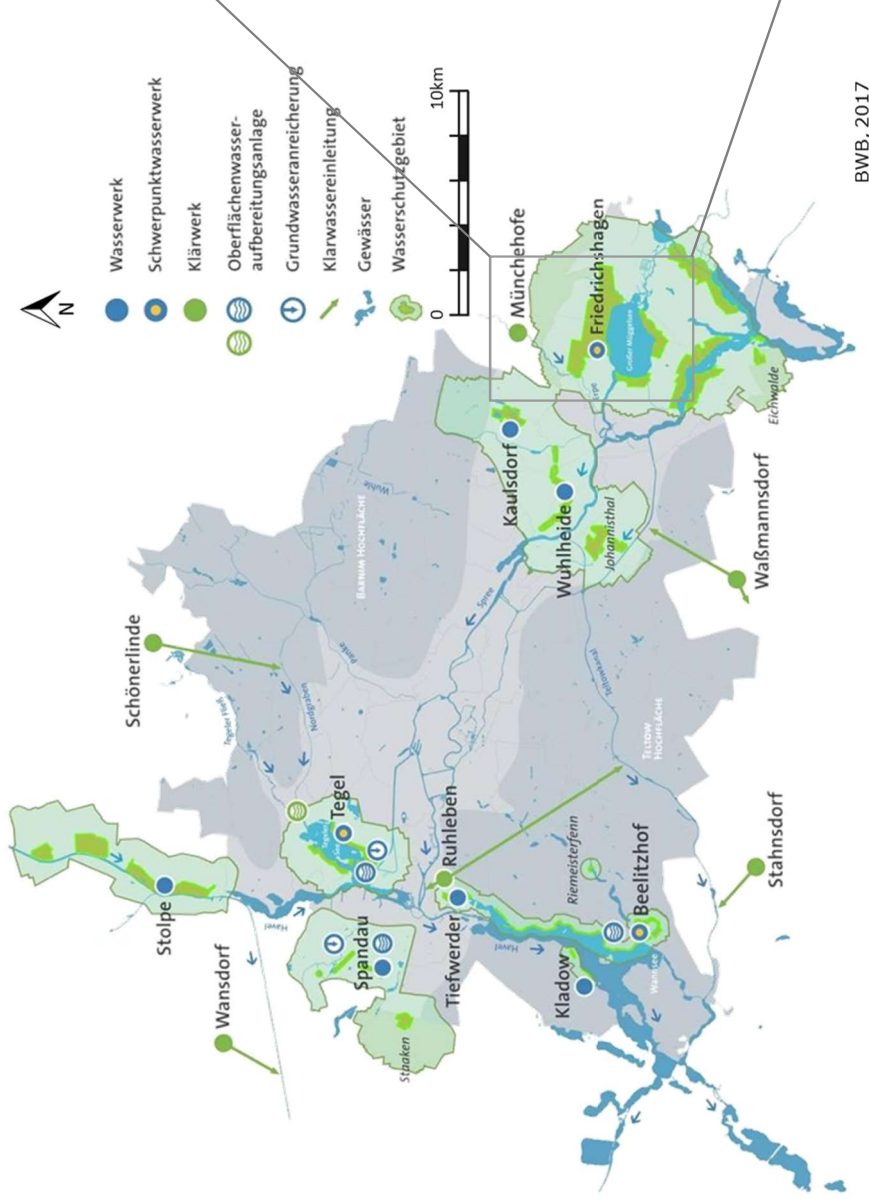 N
Wasserwerk
Schwerpunktwasserwerk
Klärwerk
Oberflächenwasser-
aufbereitungsanlage
Grundwasseranreicherung
Klarwassereinleitung
Gewässer
Wasserschutzgebiet
0
10km
BWB, 2017
Stolpe
Wansdorf
Schönerlinde
Tegeler Fließ
Nordgraben
Panke
BARNIM HOCHFLÄCHE
Wuhle
Tegel
Havel
Spandau
Staaken
Ruhleben
Tiefwerder
Havel
Kladow
Riemeisterfenn
Beelitzhof
Wannsee
Stahnsdorf
TELTOW
HOCHFLÄCHE
Teltowkanal
Spree
Kaulsdorf
Wuhlheide
Johannisthal
Waßmannsdorf
Münchehofe
Friedrichshagen
Großer Müggelsee
Erpe
Eichwalde